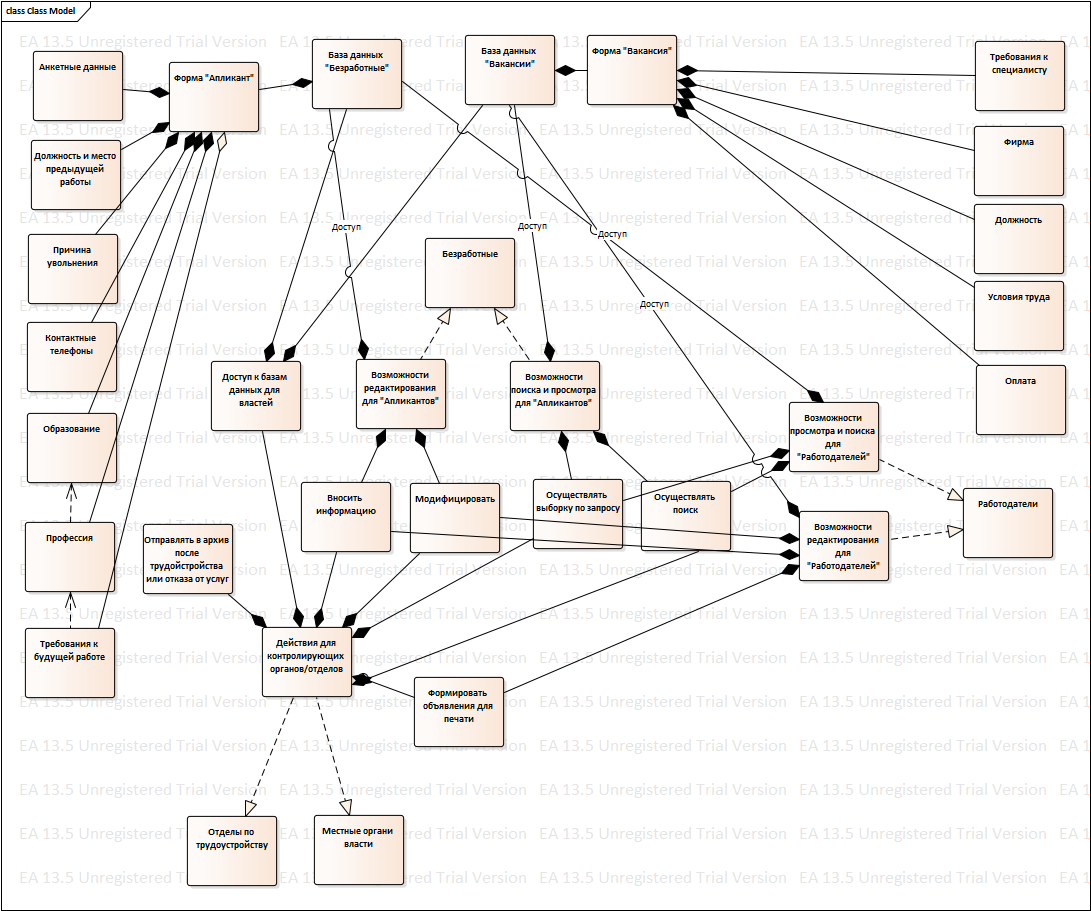 class Class Model
База данных
"Безработные"
База данных
"Вакансии"
Форма "Вакансия"
Требования к
специалисту
Анкетные данные
Форма "Апликант"
Фирма
Должность и место
предыдущей
работы
Должность
Доступ
Доступ
Доступ
Причина
увольнения
Безработные
Условия труда
Доступ
Контактные
телефоны
Доступ к базам
данных для
властей
Возможности
редактирования
для "Апликантов"
Возможности
поиска и просмотра
для "Апликантов"
Оплата
Образование
Возможности
просмотра и поиска
для
"Работодателей"
Вносить
информацию
Модифицировать
Осуществлять
выборку по запросу
Осуществлять
поиск
Работодатели
Профессия
Отправлять в архив
после
трудойстройства
или отказа от услуг
Возможности
редактирования
для
"Работодателей"
Требования к
будущей работе
Действия для
контролирующих
органов/отделов
Формировать
объявления для
печати
Отделы по
трудоустройству
Местные органи
власти
EA 13.5 Unregistered Trial Version